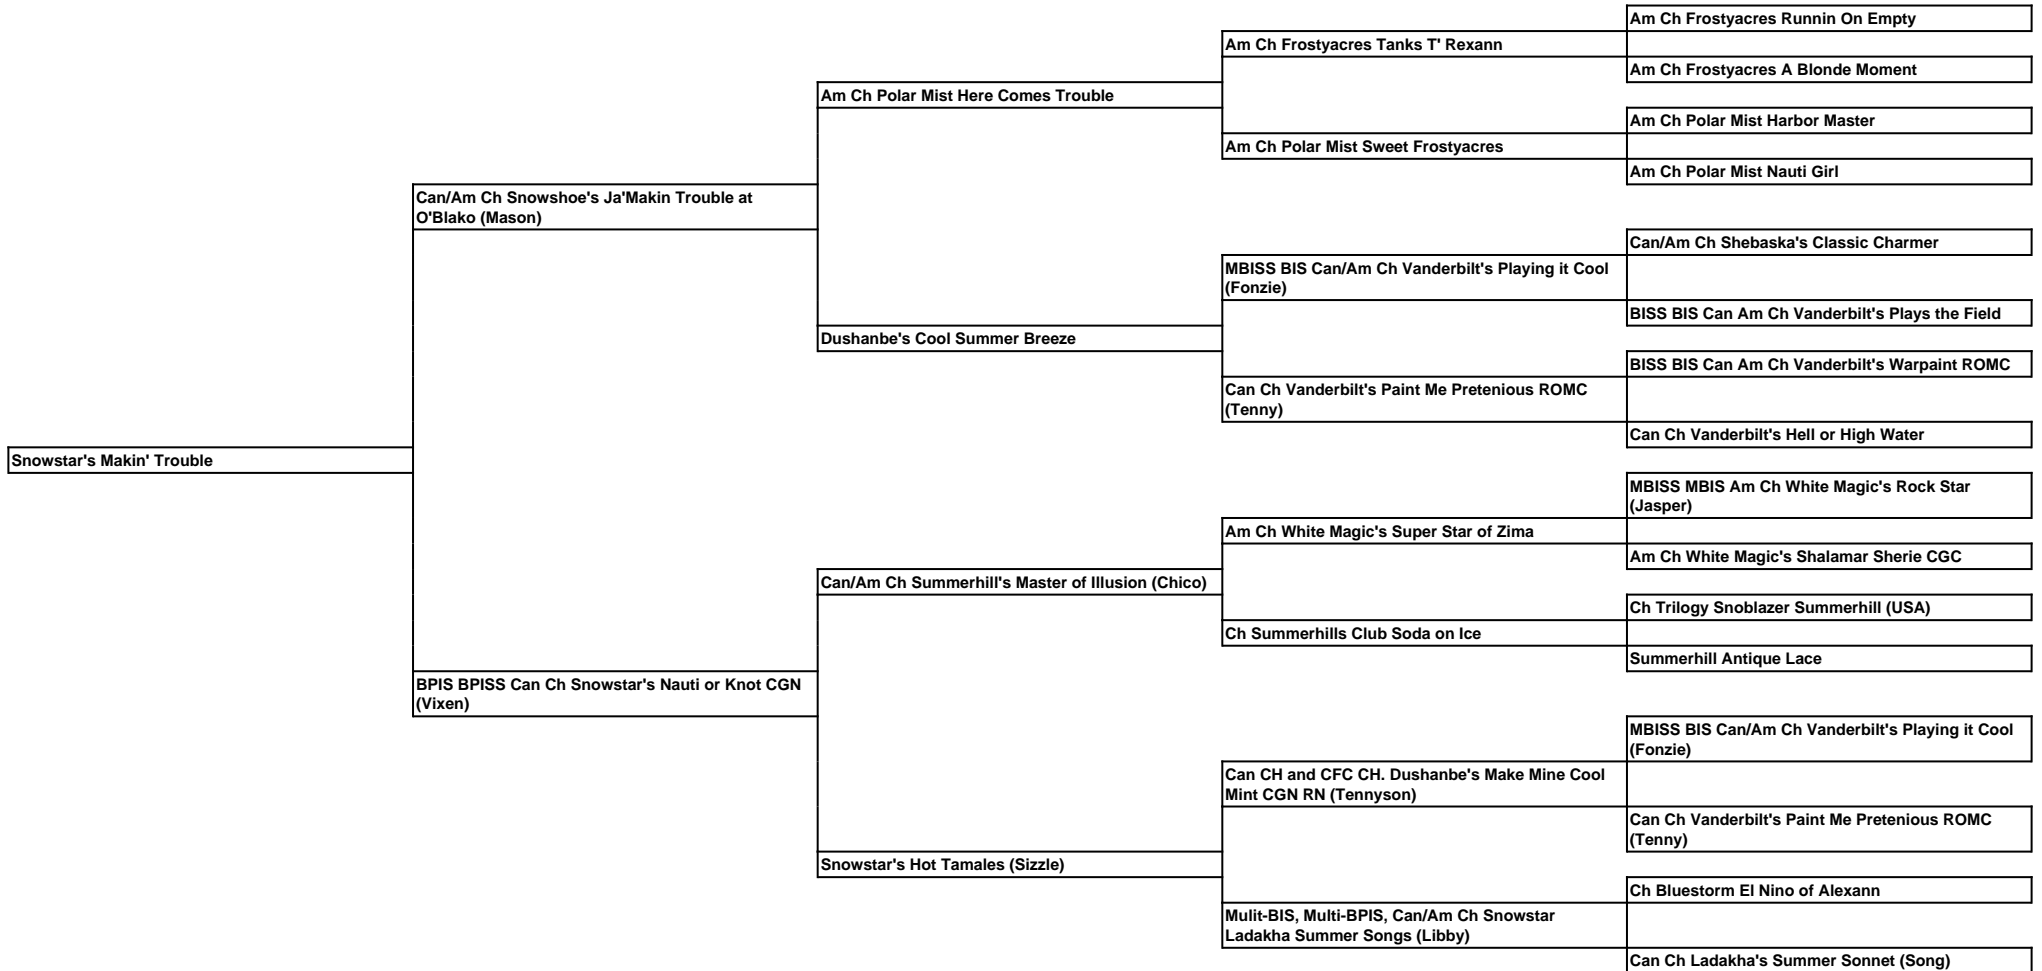 Am Ch Frostyacres Runnin On Empty
Am Ch Frostyacres Tanks T' Rexann
Am Ch Frostyacres A Blonde Moment
Am Ch Polar Mist Here Comes Trouble
Am Ch Polar Mist Harbor Master
Am Ch Polar Mist Sweet Frostyacres
Am Ch Polar Mist Nauti Girl
Can/Am Ch Snowshoe's Ja'Makin Trouble at
O'Blako (Mason)
Can/Am Ch Shebaska's Classic Charmer
MBISS BIS Can/Am Ch Vanderbilt's Playing it Cool
(Fonzie)
BISS BIS Can Am Ch Vanderbilt's Plays the Field
Dushanbe's Cool Summer Breeze
BISS BIS Can Am Ch Vanderbilt's Warpaint ROMC
Can Ch Vanderbilt's Paint Me Pretenious ROMC
(Tenny)
Can Ch Vanderbilt's Hell or High Water
Snowstar's Makin' Trouble
MBISS MBIS Am Ch White Magic's Rock Star
(Jasper)
Am Ch White Magic's Super Star of Zima
Am Ch White Magic's Shalamar Sherie CGC
Can/Am Ch Summerhill's Master of Illusion (Chico)
Ch Trilogy Snoblazer Summerhill (USA)
Ch Summerhills Club Soda on Ice
Summerhill Antique Lace
BPIS BPISS Can Ch Snowstar's Nauti or Knot CGN
(Vixen)
MBISS BIS Can/Am Ch Vanderbilt's Playing it Cool
(Fonzie)
Can CH and CFC CH. Dushanbe's Make Mine Cool
Mint CGN RN (Tennyson)
Can Ch Vanderbilt's Paint Me Pretenious ROMC
(Tenny)
Snowstar's Hot Tamales (Sizzle)
Ch Bluestorm El Nino of Alexann
Mulit-BIS, Multi-BPIS, Can/Am Ch Snowstar
Ladakha Summer Songs (Libby)
Can Ch Ladakha's Summer Sonnet (Song)